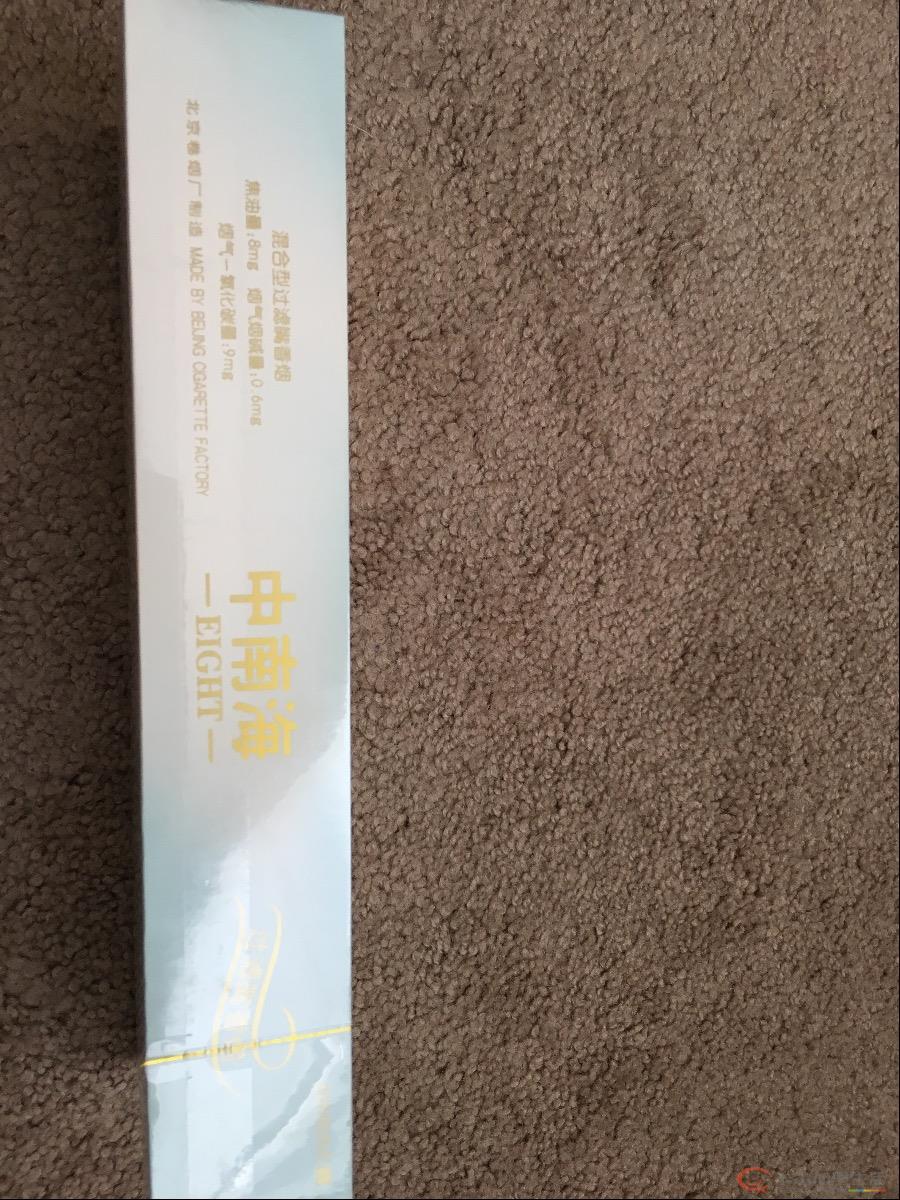 混合型过滤嘴香烟
焦油量:8mg 烟气烟碱量:0.6mg
烟气一氧化碳量:9mg
北京卷烟厂制造 MADE BY BEIJING CIGARETTE FACTORY
中南海
EIGHT